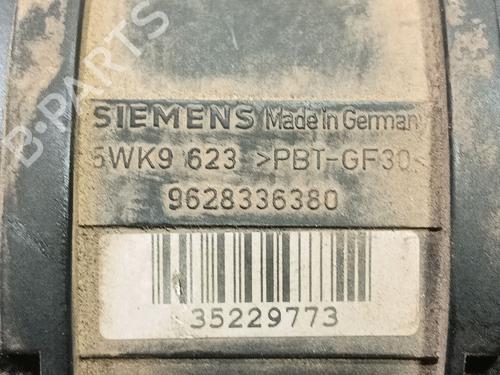 SIEMENS Made in German
5WK9 623 >PBT-GF30<
9628336380
35229773
B-PARTS